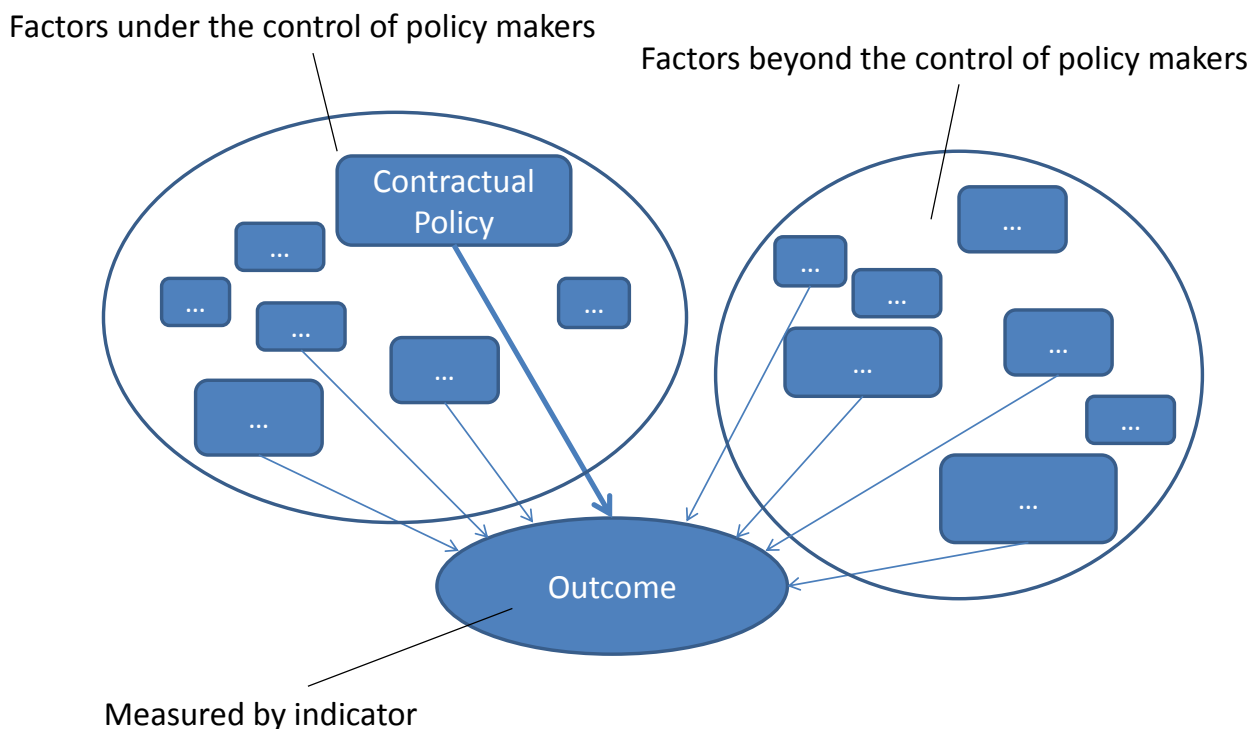 Factors under the control of policy makers
Factors beyond the control of policy makers
Contractual
Policy
...
...
...
...
...
...
...
...
...
...
...
...
...
Outcome
Measured by indicator